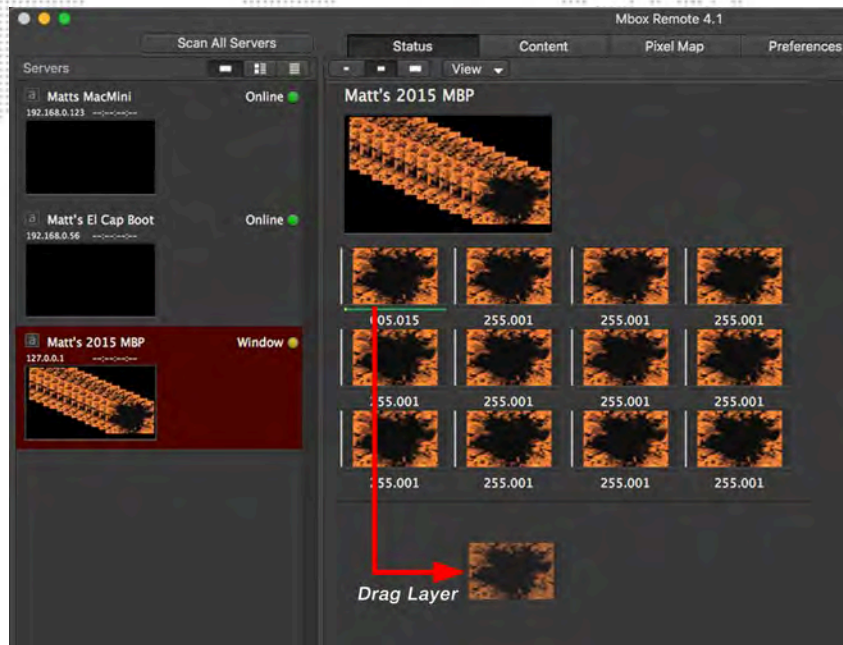 Mbox Remote 4.1
Scan All Servers
Status
Content
Pixel Map
Preferences
Servers
View
a Matts MacMini
Online
192.168.0.123 --:--:--:--
a Matt's El Cap Boot
Online
192.168.0.56 --:--:--:--
a Matt's 2015 MBP
Window
127.0.0.1 --:--:--:--
Matt's 2015 MBP
005.015
255.001
255.001
255.001
255.001
255.001
255.001
255.001
255.001
255.001
255.001
255.001
Drag Layer